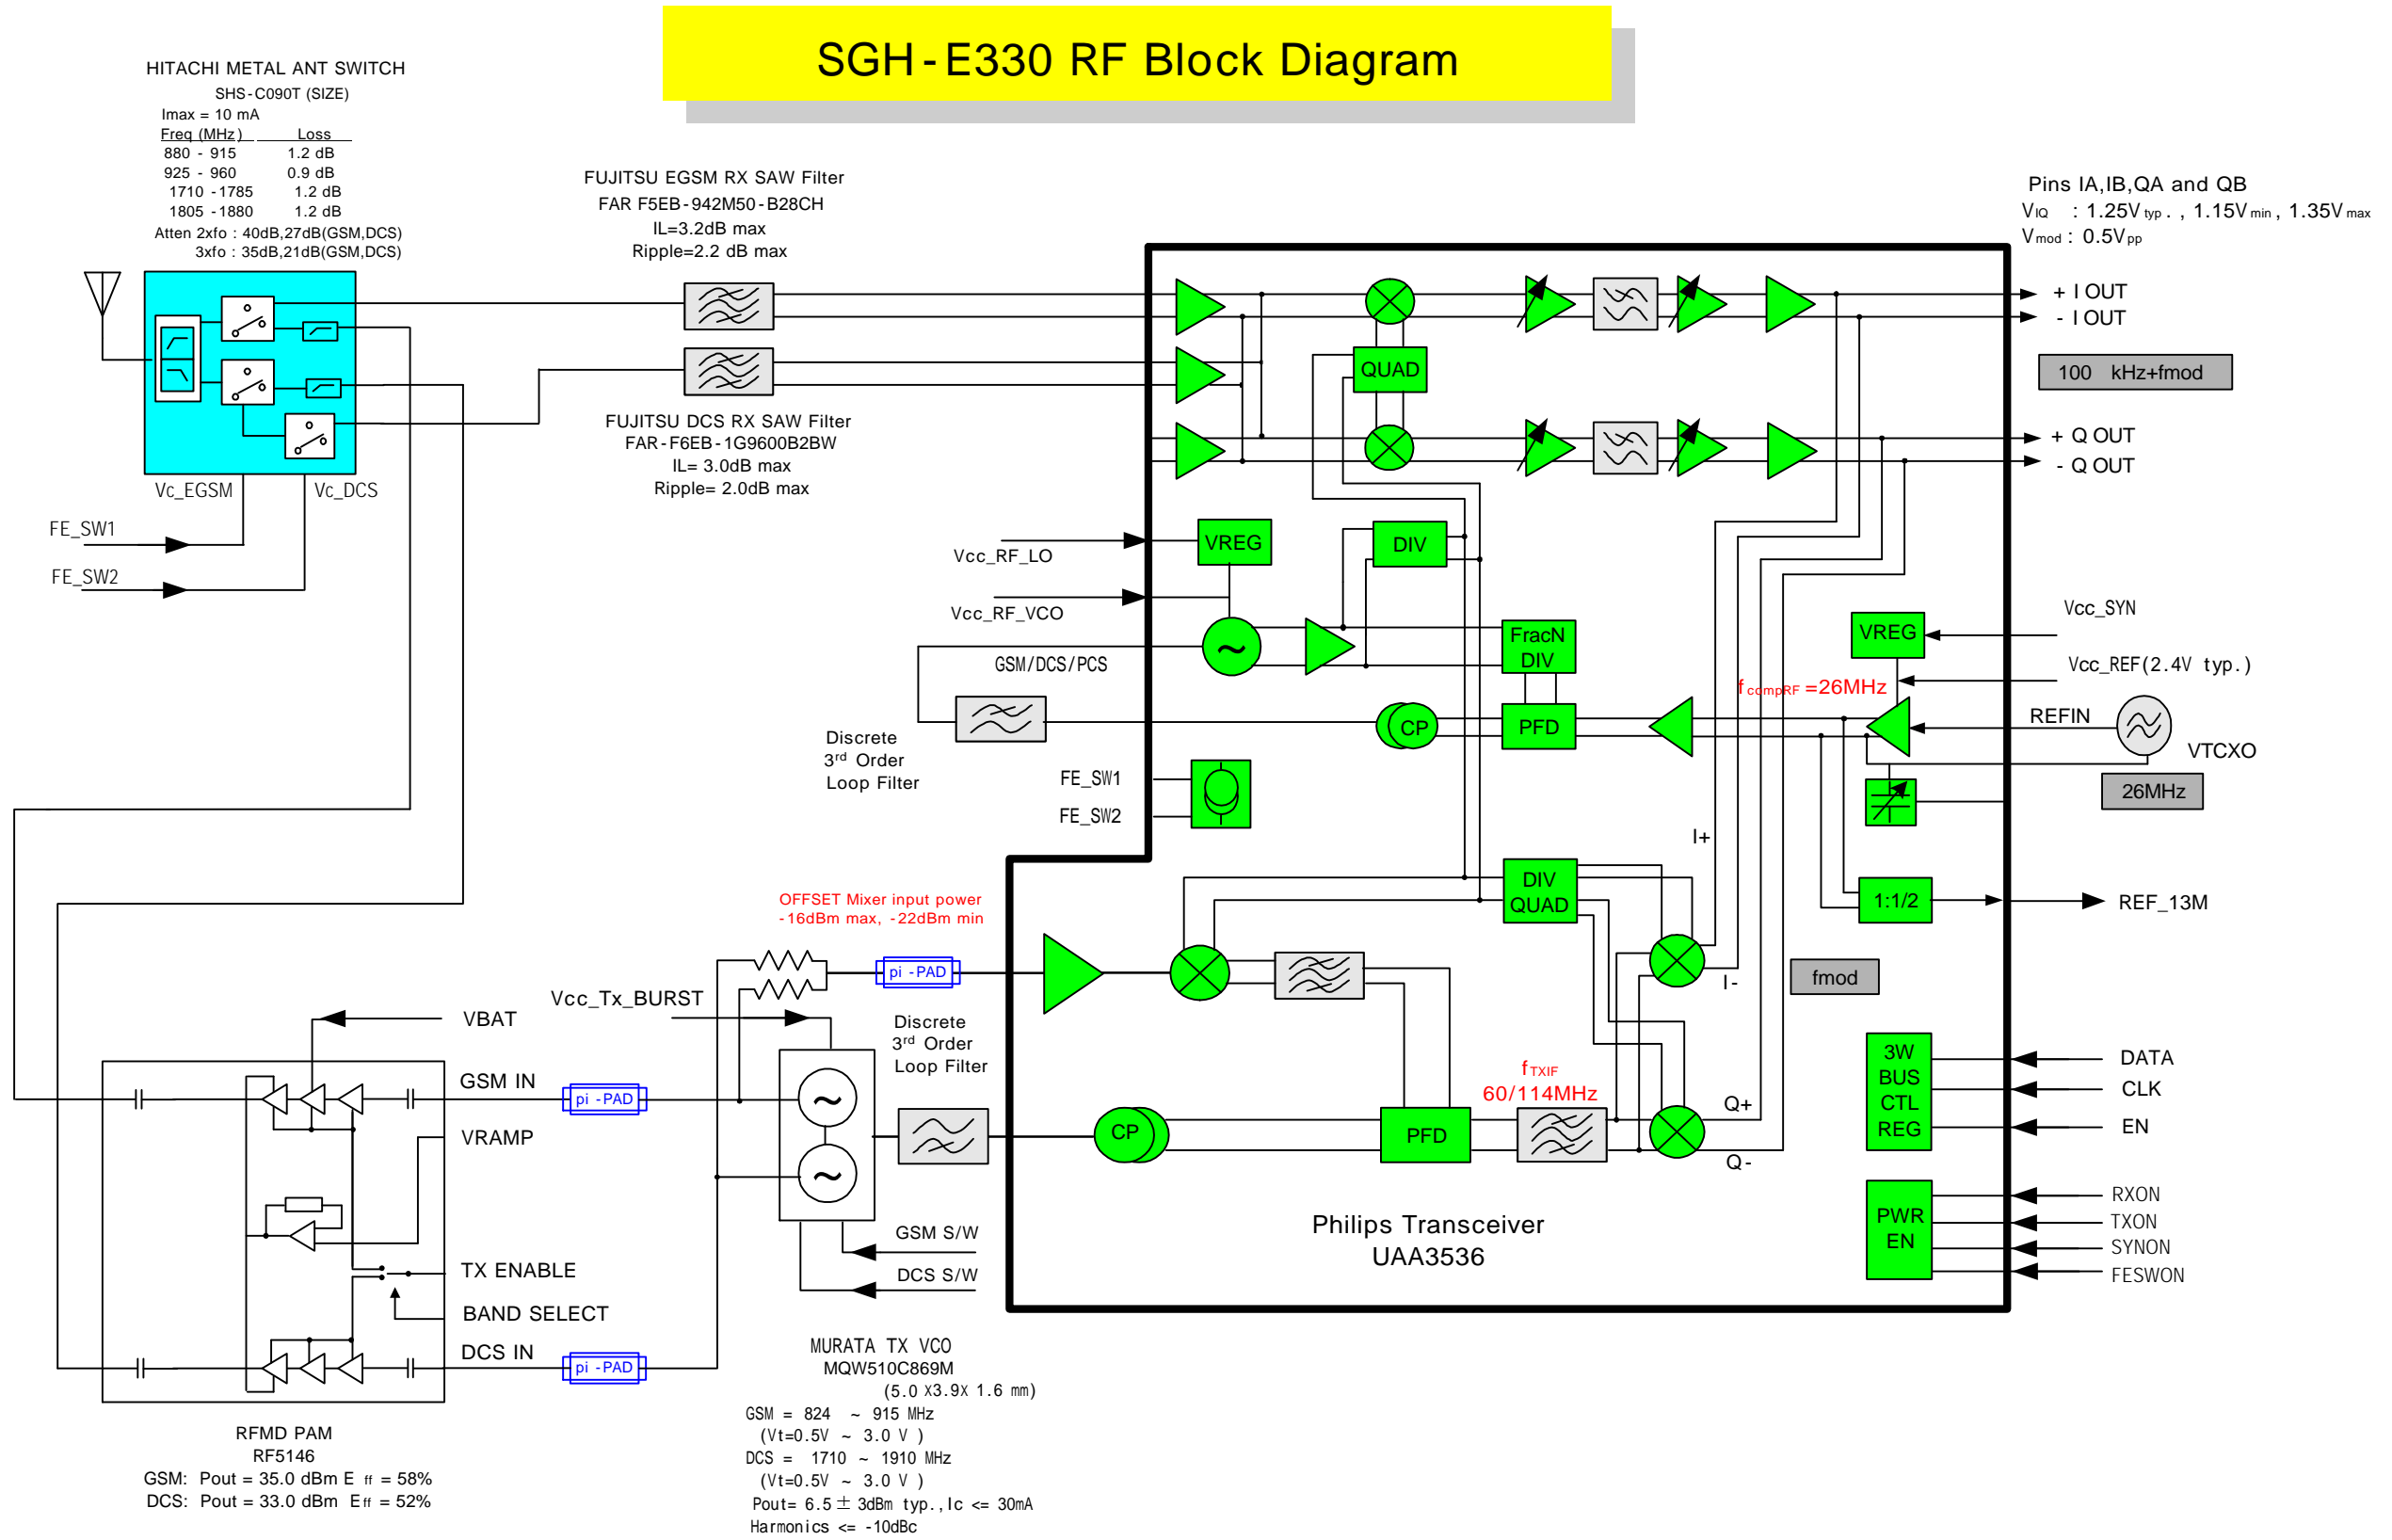 SGH-E330 RF Block Diagram
HITACHI METAL ANT SWITCH
SHS-C090T (SIZE)
Imax = 10 mA
Freq (MHz) Loss
880 - 915 1.2 dB
925 - 960 0.9 dB
1710 -1785 1.2 dB
1805 -1880 1.2 dB
Atten 2xfo : 40dB,27dB(GSM,DCS)
3xfo : 35dB,21dB(GSM,DCS)
Vc_EGSM
Vc_DCS
FE_SW1
FE_SW2
FUJITSU EGSM RX SAW Filter
FAR F5EB-942M50-B28CH
IL=3.2dB max
Ripple=2.2 dB max
FUJITSU DCS RX SAW Filter
FAR-F6EB-1G9600B2BW
IL= 3.0dB max
Ripple= 2.0dB max
Pins IA,IB,QA and QB
VIQ : 1.25V typ. , 1.15V min , 1.35V max
Vmod : 0.5Vpp
+ I OUT
- I OUT
100 kHz+fmod
+ Q OUT
- Q OUT
QUAD
VREG
DIV
Vcc_RF_LO
Vcc_RF_VCO
~
GSM/DCS/PCS
FracN
DIV
CP
PFD
fcompRF =26MHz
VREG
Vcc_SYN
Vcc_REF(2.4V typ.)
REFIN
VTCXO
26MHz
Discrete
3rd Order
Loop Filter
FE_SW1
FE_SW2
I+
DIV
QUAD
1:1/2
REF_13M
OFFSET Mixer input power
-16dBm max, -22dBm min
pi -PAD
I-
fmod
Vcc_Tx_BURST
Discrete
3rd Order
Loop Filter
VBAT
GSM IN
pi -PAD
VRAMP
~
~
CP
PFD
fTXIF
60/114MHz
Q+
Q-
3W
BUS
CTL
REG
DATA
CLK
EN
PWR
EN
RXON
TXON
SYNON
FESWON
Philips Transceiver
UAA3536
GSM S/W
DCS S/W
TX ENABLE
BAND SELECT
DCS IN
pi -PAD
MURATA TX VCO
MQW510C869M
(5.0 X3.9X 1.6 mm)
GSM = 824 ~ 915 MHz
(Vt=0.5V ~ 3.0 V )
DCS = 1710 ~ 1910 MHz
(Vt=0.5V ~ 3.0 V )
Pout= 6.5 ± 3dBm typ.,Ic <= 30mA
Harmonics <= -10dBc
RFMD PAM
RF5146
GSM: Pout = 35.0 dBm E ff = 58%
DCS: Pout = 33.0 dBm Eff = 52%